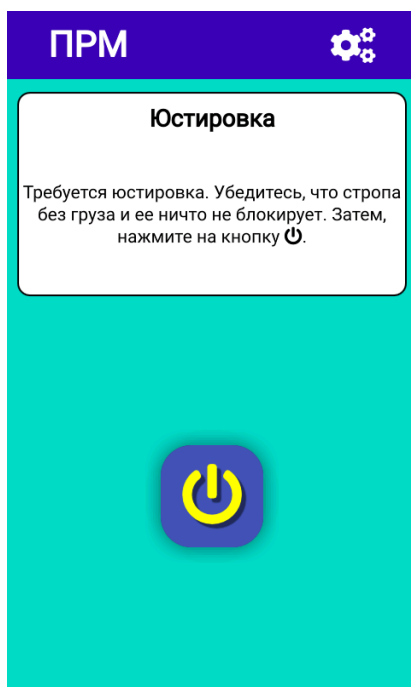 ПРМ
Юстировка
Требуется юстировка. Убедитесь, что стропа
без груза и ее ничто не блокирует. Затем,
нажмите на кнопку ⏻.